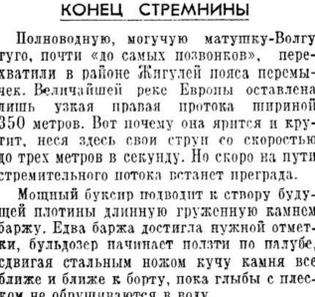 КОНЕЦ СТРЕМНИНЫ
Полноводную, могучую матушку-Волгу
туго, почти «до самых позвонков», пере-
хватили в районе Жигулей пояса перемы-
чек. Величайшей реке Европы оставлена
лишь узкая правая протока шириной
350 метров. Вот почему она ярится и кру-
тит, неся здесь свои струи со скоростью
до трех метров в секунду. Но скоро на пути
стремительного потока встанет преграда.
Мощный буксир подводит к створу буду-
щей плотины длинную груженную камнем
баржу. Едва баржа достигла нужной отмет-
ки, бульдозер начинает ползти по палубе,
сдвигая стальным ножом кучу камня все
ближе и ближе к борту, пока глыбы с плес-
ком не обрушиваются в воду